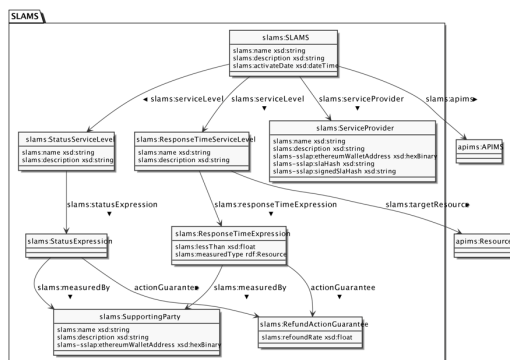 SLAMS
slams:SLAMS
slams:name xsd:string
slams:description xsd:string
slams:activateDate xsd:dateTime
slams:serviceLevel
slams:serviceLevel
slams:serviceProvider
slams:apims
slams:StatusServiceLevel
slams:name xsd:string
slams:description xsd:string
slams:ResponseTimeServiceLevel
slams:name xsd:string
slams:description xsd:string
slams:ServiceProvider
slams:name xsd:string
slams:description xsd:string
slams-sslap:ethereumWalletAddress xsd:hexBinary
slams-sslap:slaHash xsd:string
slams-sslap:signedSlaHash xsd:string
apims:APIMS
slams:statusExpression
slams:responseTimeExpression
slams:targetResource
slams:StatusExpression
slams:ResponseTimeExpression
slams:lessThan xsd:float
slams:measuredType rdf:Resource
apims:Resource
slams:measuredBy
actionGuarantee
slams:measuredBy
actionGuarantee
slams:SupportingParty
slams:name xsd:string
slams:description xsd:string
slams-sslap:ethereumWalletAddress xsd:hexBinary
slams:RefundActionGuarantee
slams:refoundRate xsd:float